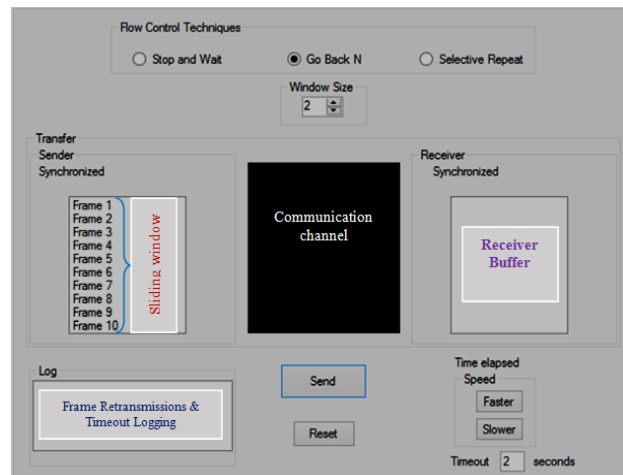 Flow Control Techniques
Stop and Wait
Go Back N
Selective Repeat
Window Size
2
Transfer
Sender
Synchronized
Frame 1
Frame 2
Frame 3
Frame 4
Frame 5
Frame 6
Frame 7
Frame 8
Frame 9
Frame 10
Sliding window
Communication
channel
Receiver
Synchronized
Receiver
Buffer
Log
Frame Retransmissions &
Timeout Logging
Send
Reset
Time elapsed
Speed
Faster
Slower
Timeout 2 seconds